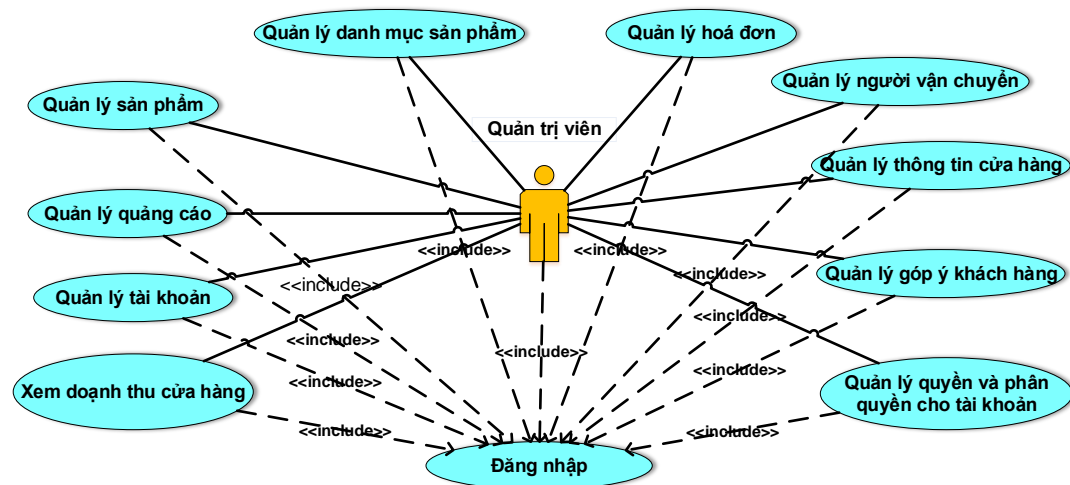 Quản lý danh mục sản phẩm
Quản lý hoá đơn
Quản lý người vận chuyển
Quản lý sản phẩm
Quản trị viên
Quản lý thông tin cửa hàng
Quản lý quảng cáo
<<include>>
<<include>>
<<include>>
Quản lý góp ý khách hàng
<<include>>
Quản lý tài khoản
<<include>>
<<include>>
<<include>>
<<include>>
<<include>>
Xem doạnh thu cửa hàng
Quản lý quyền và phân
quyền cho tài khoản
<<include>>
<<include>>
Đăng nhập